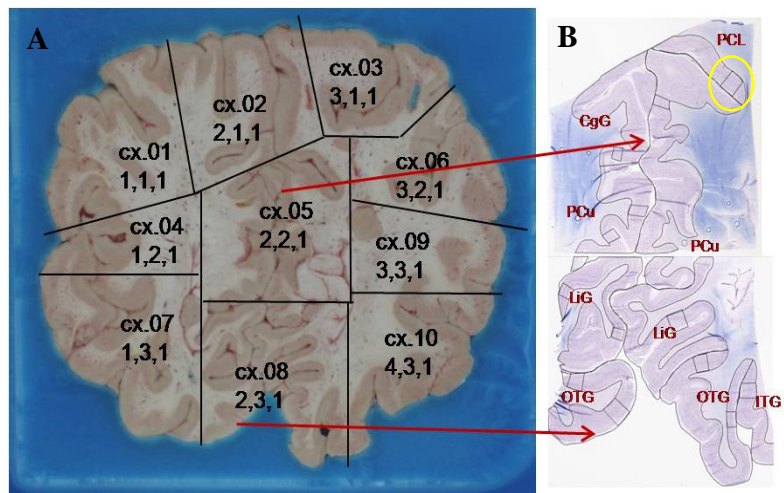 A
cx.01
1,1,1
cx.02
2,1,1
cx.03
3,1,1
cx.04
1,2,1
cx.05
2,2,1
cx.06
3,2,1
cx.07
1,3,1
cx.08
2,3,1
cx.09
3,3,1
cx.10
4,3,1
B
PCL
CgG
PCu
PCu
LiG
LiG
OTG
OTG
ITG